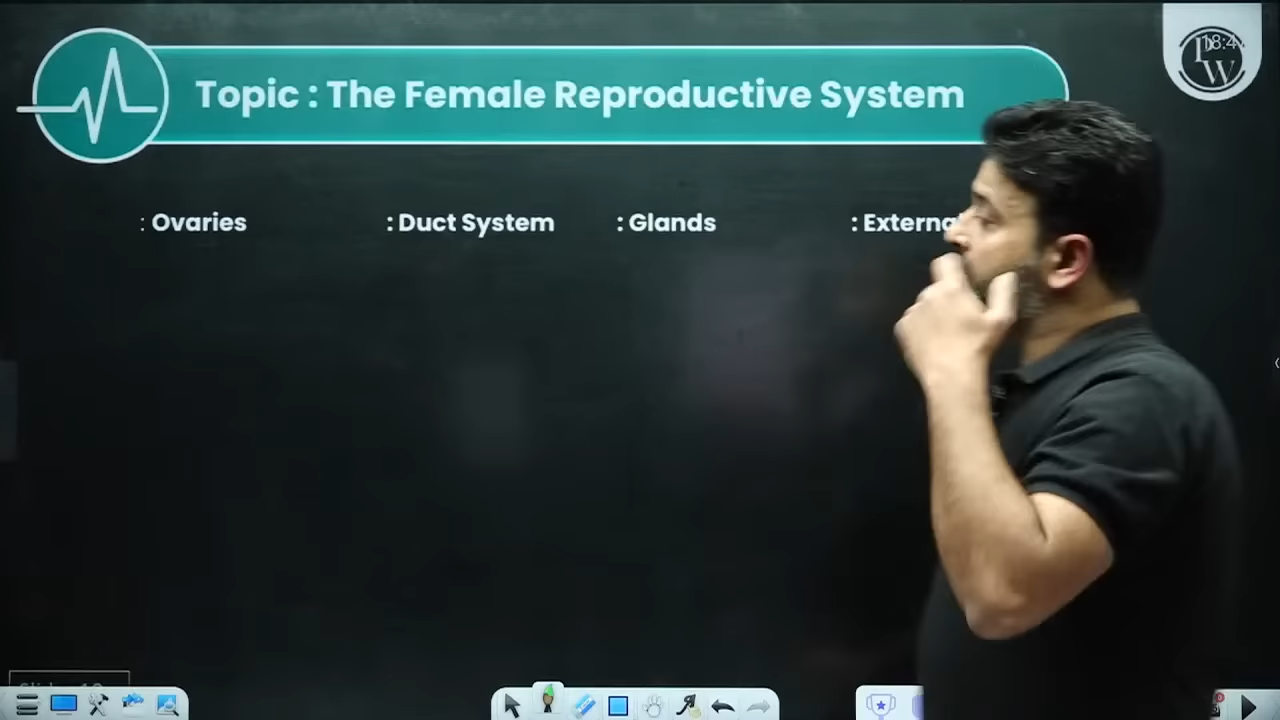 Topic : The Female Reproductive System
: Ovaries : Duct System : Glands : Externa